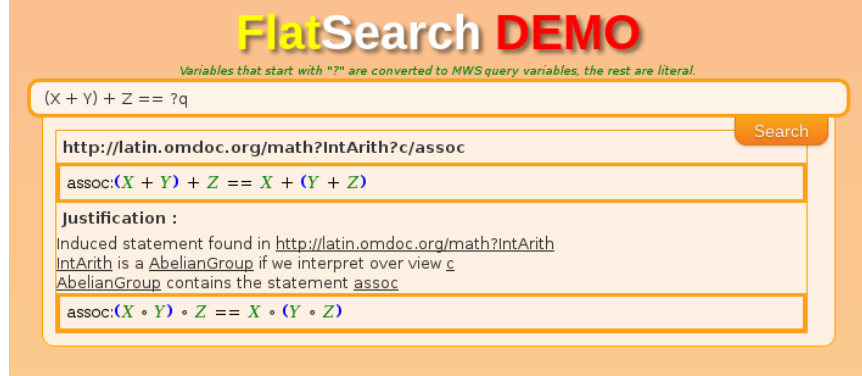 FlatSearch DEMO
Variables that start with "?" are converted to MWS query variables, the rest are literal.
(X + Y) + Z == ?q
Search
http://latin.omdoc.org/math?IntArith?c/assoc
assoc:(X + Y) + Z == X + (Y + Z)
Justification :
Induced statement found in http://latin.omdoc.org/math?IntArith
IntArith is a AbelianGroup if we interpret over view c
AbelianGroup contains the statement assoc
assoc:(X ∘ Y) ∘ Z == X ∘ (Y ∘ Z)